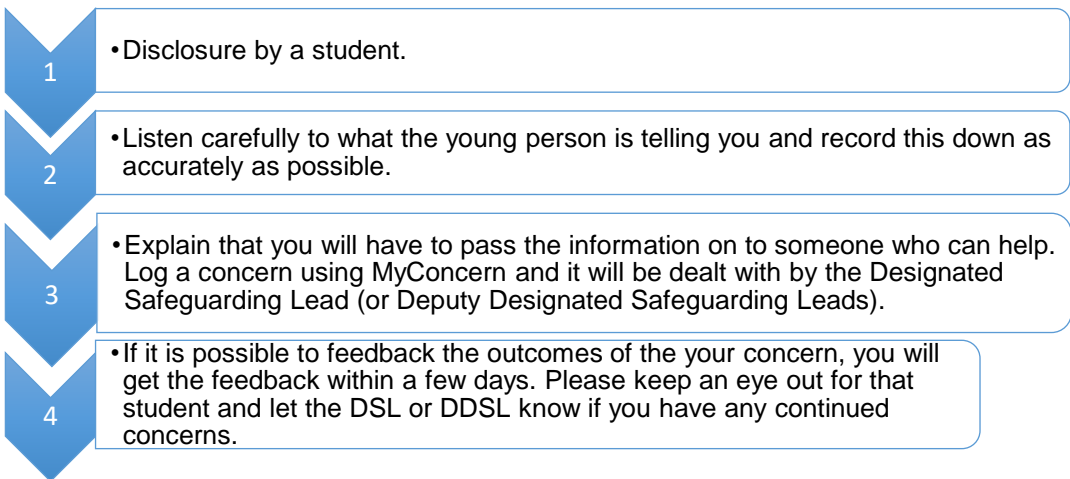 1
•Disclosure by a student.
2
•Listen carefully to what the young person is telling you and record this down as
accurately as possible.
3
•Explain that you will have to pass the information on to someone who can help.
Log a concern using MyConcern and it will be dealt with by the Designated
Safeguarding Lead (or Deputy Designated Safeguarding Leads).
4
•If it is possible to feedback the outcomes of the your concern, you will
get the feedback within a few days. Please keep an eye out for that
student and let the DSL or DDSL know if you have any continued
concerns.